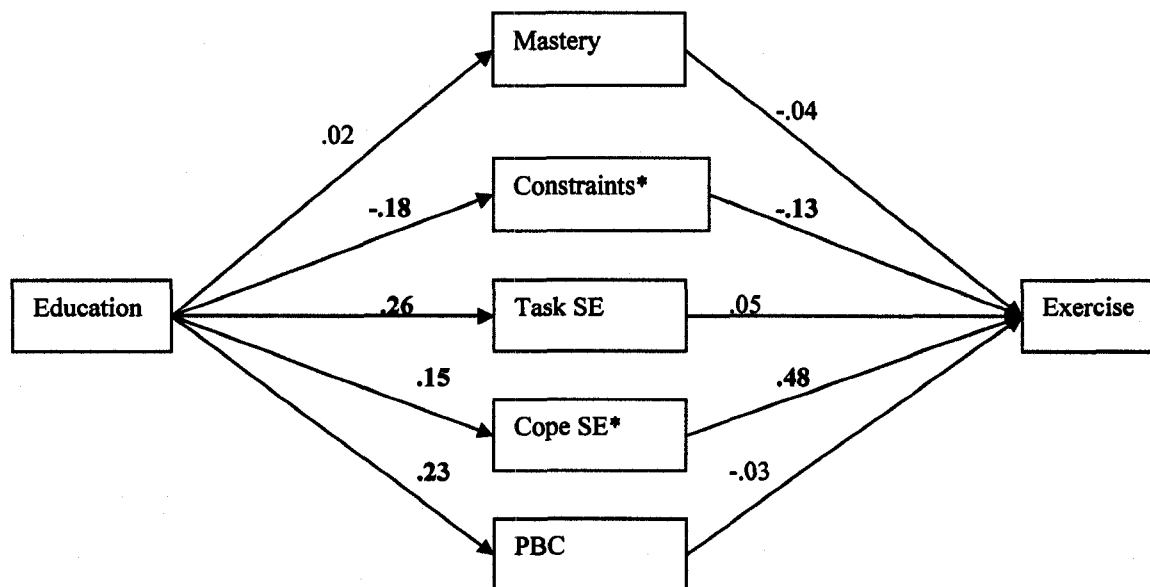 Mastery
.02
-.04
Constraints*
-.18
-.13
Education
.26
Task SE
.05
Exercise
.15
.48
Cope SE*
.23
-.03
PBC